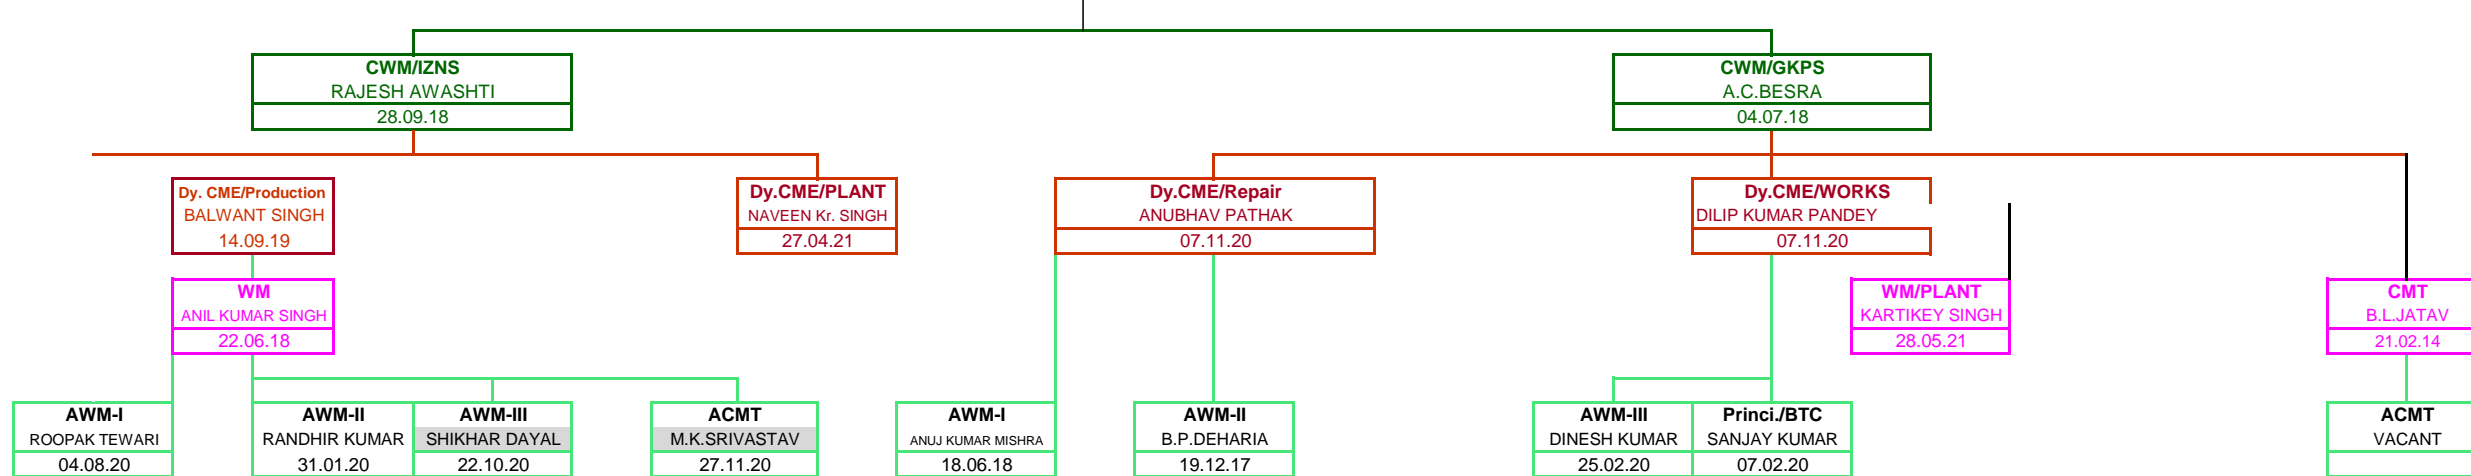 CWM/IZNS
RAJESH AWASHTI
28.09.18
CWM/GKPS
A.C.BESRA
04.07.18
Dy. CME/Production
BALWANT SINGH
14.09.19
Dy.CME/PLANT
NAVEEN Kr. SINGH
27.04.21
Dy.CME/Repair
ANUBHAV PATHAK
07.11.20
Dy.CME/WORKS
DILIP KUMAR PANDEY
07.11.20
WM
ANIL KUMAR SINGH
22.06.18
WM/PLANT
KARTIKEY SINGH
28.05.21
CMT
B.L.JATAV
21.02.14
AWM-I
ROOPAK TEWARI
04.08.20
AWM-II
RANDHIR KUMAR
31.01.20
AWM-III
SHIKHAR DAYAL
22.10.20
ACMT
M.K.SRIVASTAV
27.11.20
AWM-I
ANUJ KUMAR MISHRA
18.06.18
AWM-II
B.P.DEHARIA
19.12.17
AWM-III
DINESH KUMAR
25.02.20
Princi./BTC
SANJAY KUMAR
07.02.20
ACMT
VACANT